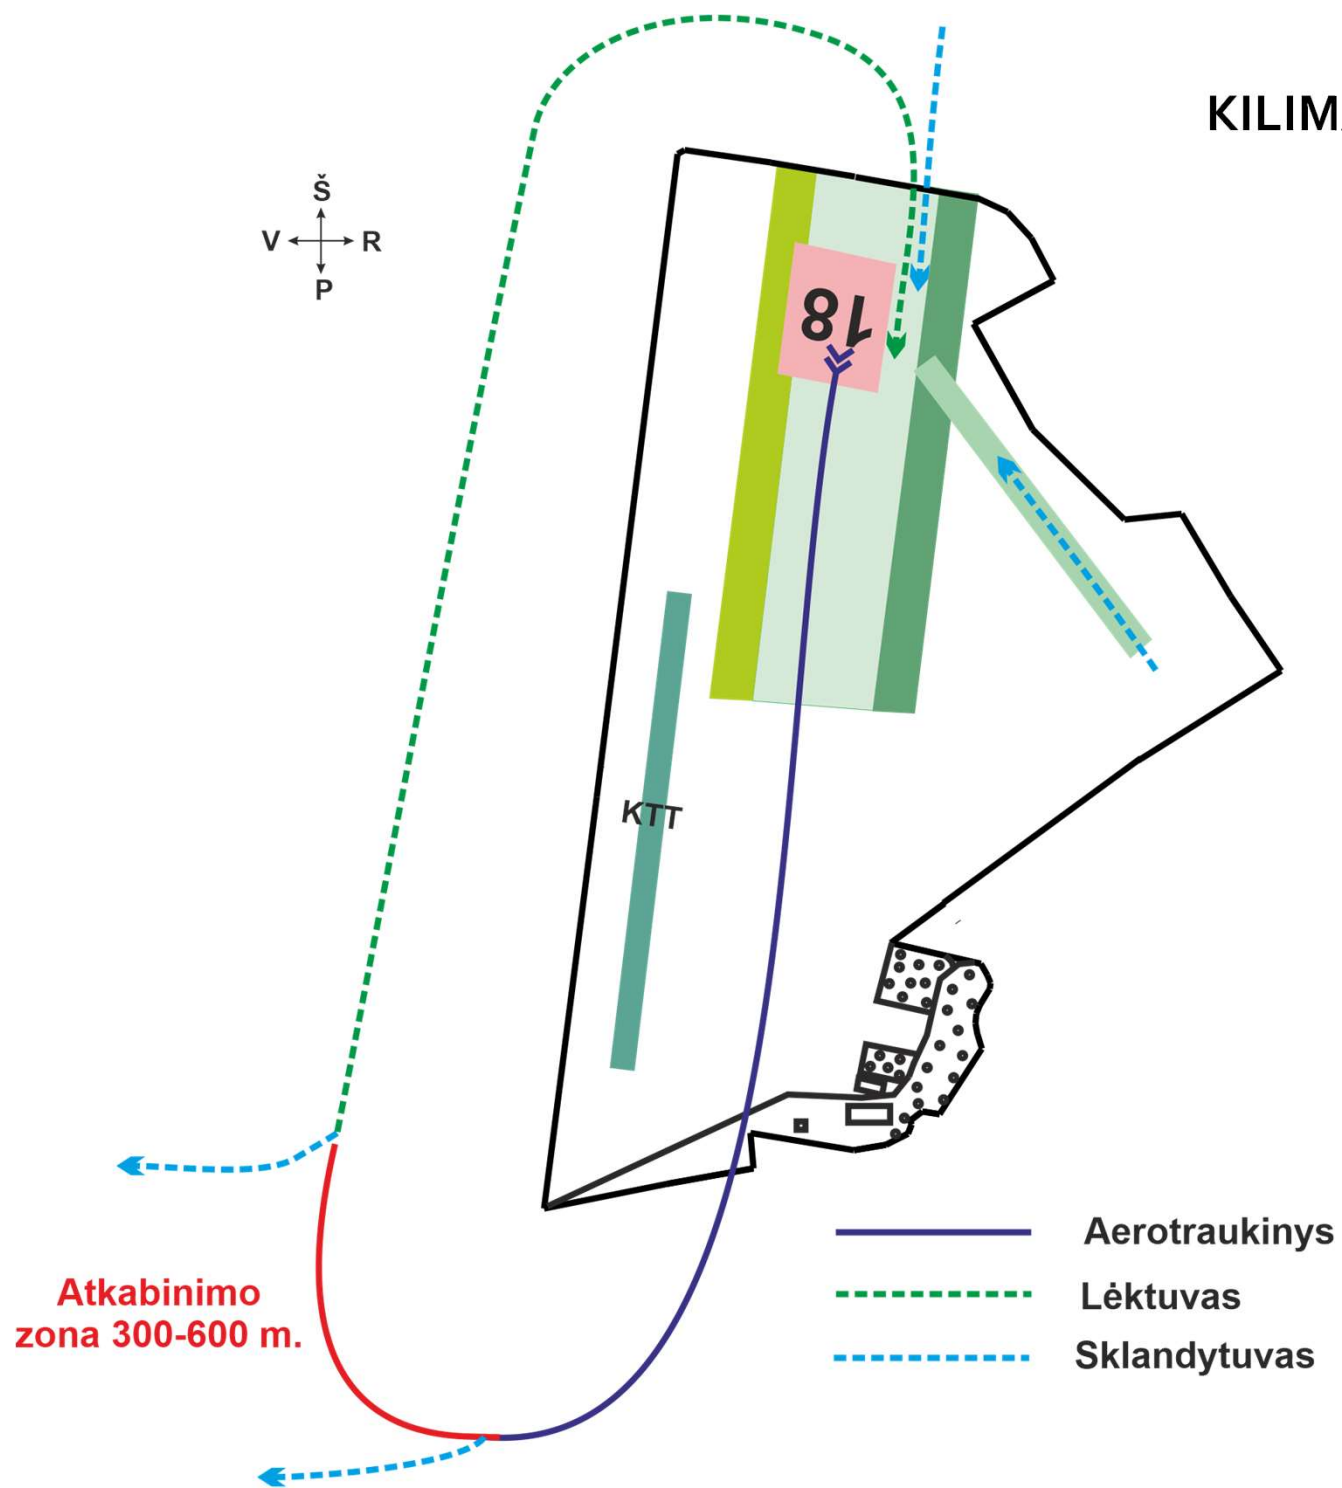 KILIM
Š
V R
P
18
KTT
Aerotraukinys
Atkabinimo
zona 300-600 m.
Lėktuvas
Sklandytuvas